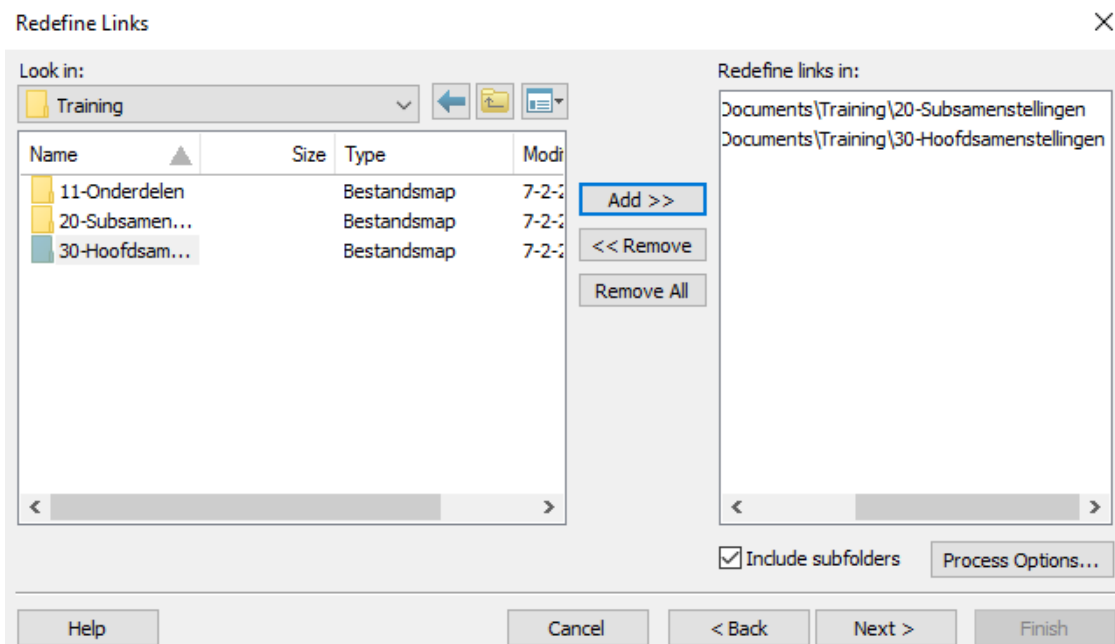 Redefine Links
Look in:
Training
Name Size Type Modi
11-Onderdelen Bestandsmap 7-2-2
20-Subsamen... Bestandsmap 7-2-2
30-Hoofdsam... Bestandsmap 7-2-2
Add >>
<< Remove
Remove All
Redefine links in:
Documents\Training\20-Subsamenstellingen
Documents\Training\30-Hoofdsamenstellingen
Include subfolders
Process Options...
Help
Cancel
< Back
Next >
Finish